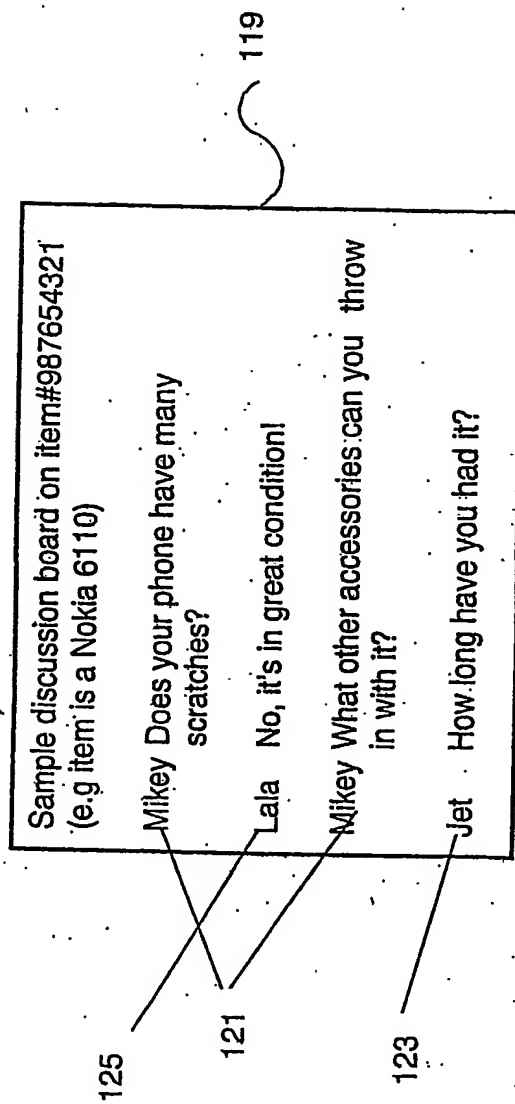 Sample discussion board on item#987654321
(e.g item is a Nokia 6110)
Mikey Does your phone have many
scratches?
Lala No, it's in great condition!
Mikey What other accessories can you throw
in with it?
Jet How long have you had it?
119
125
121
123